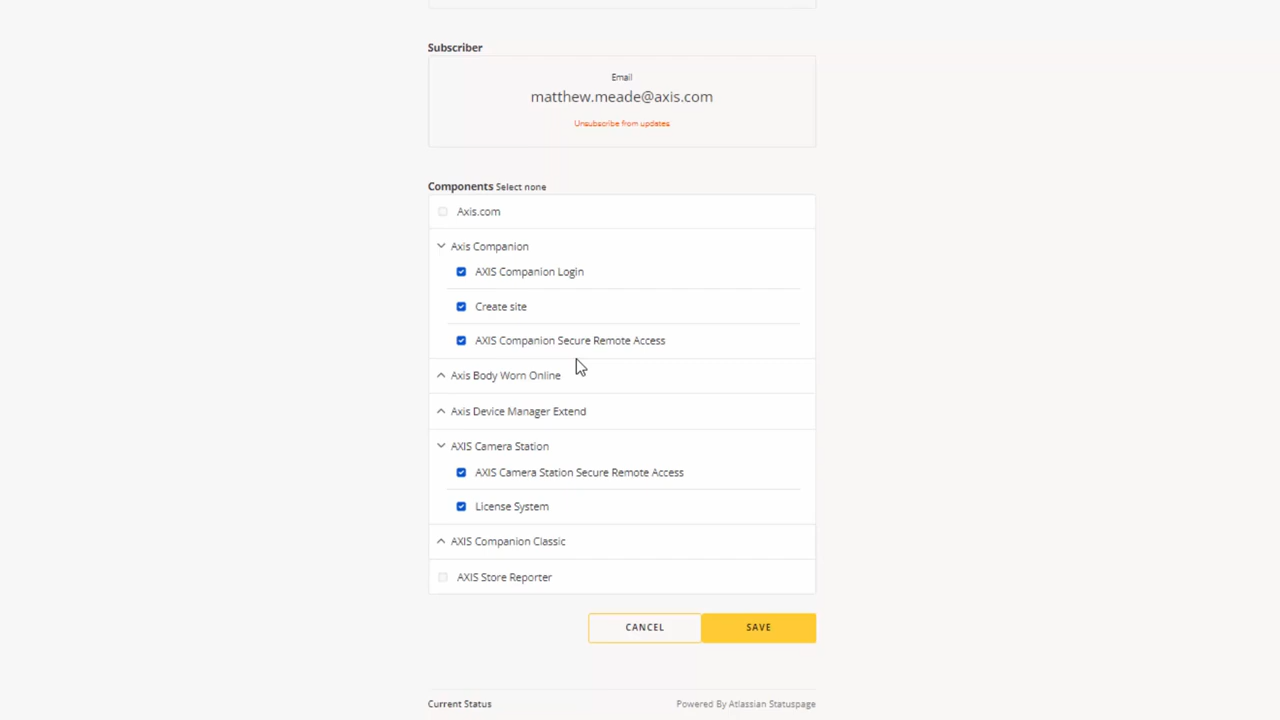 Subscriber
Email
matthew.meade@axis.com
Unsubscribe from updates
Components Select none
Axis.com
Axis Companion
AXIS Companion Login
Create site
AXIS Companion Secure Remote Access
Axis Body Worn Online
Axis Device Manager Extend
AXIS Camera Station
AXIS Camera Station Secure Remote Access
License System
AXIS Companion Classic
AXIS Store Reporter
CANCEL SAVE
Current Status Powered By Atlassian Statuspage